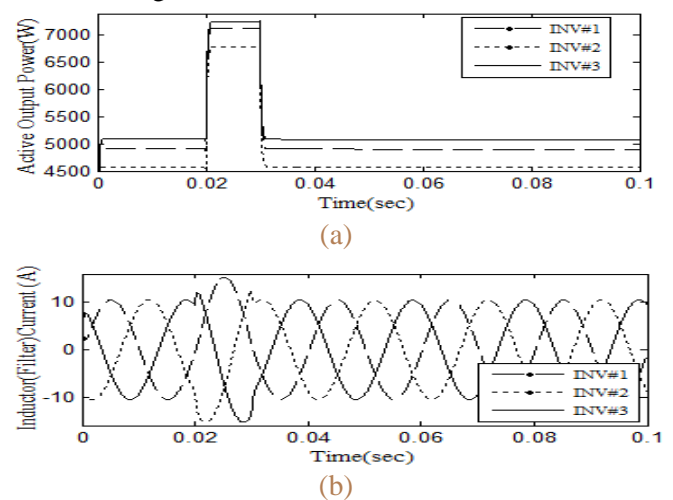 7000
6500
6000
5500
5000
4500
Active Output Power(W)
INV#1
INV#2
INV#3
0
0.02
0.04
0.06
0.08
0.1
Time(sec)
(a)
10
0
-10
Inductor(Filter)Current (A)
INV#1
INV#2
INV#3
0
0.02
0.04
0.06
0.08
0.1
Time(sec)
(b)